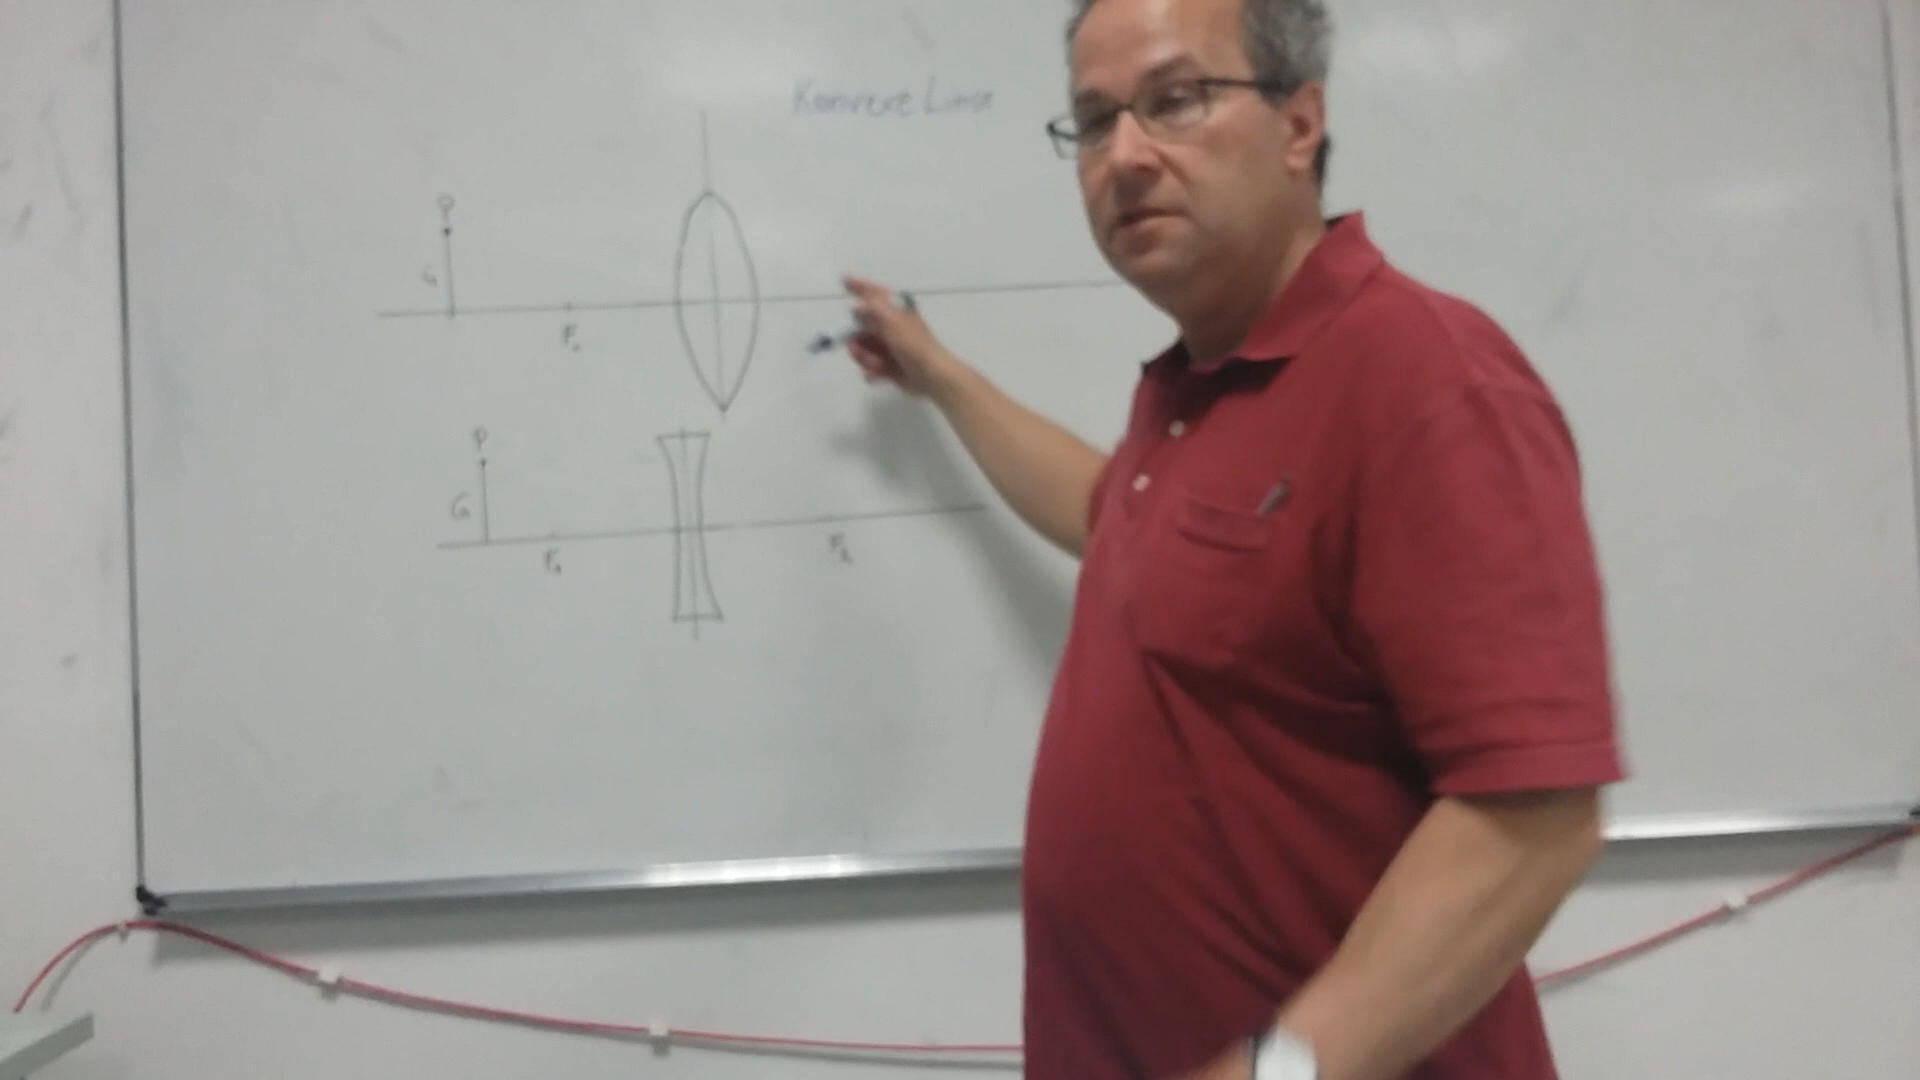 Konvexe Linse
P
G
F₁
P
G
F₁
F₂